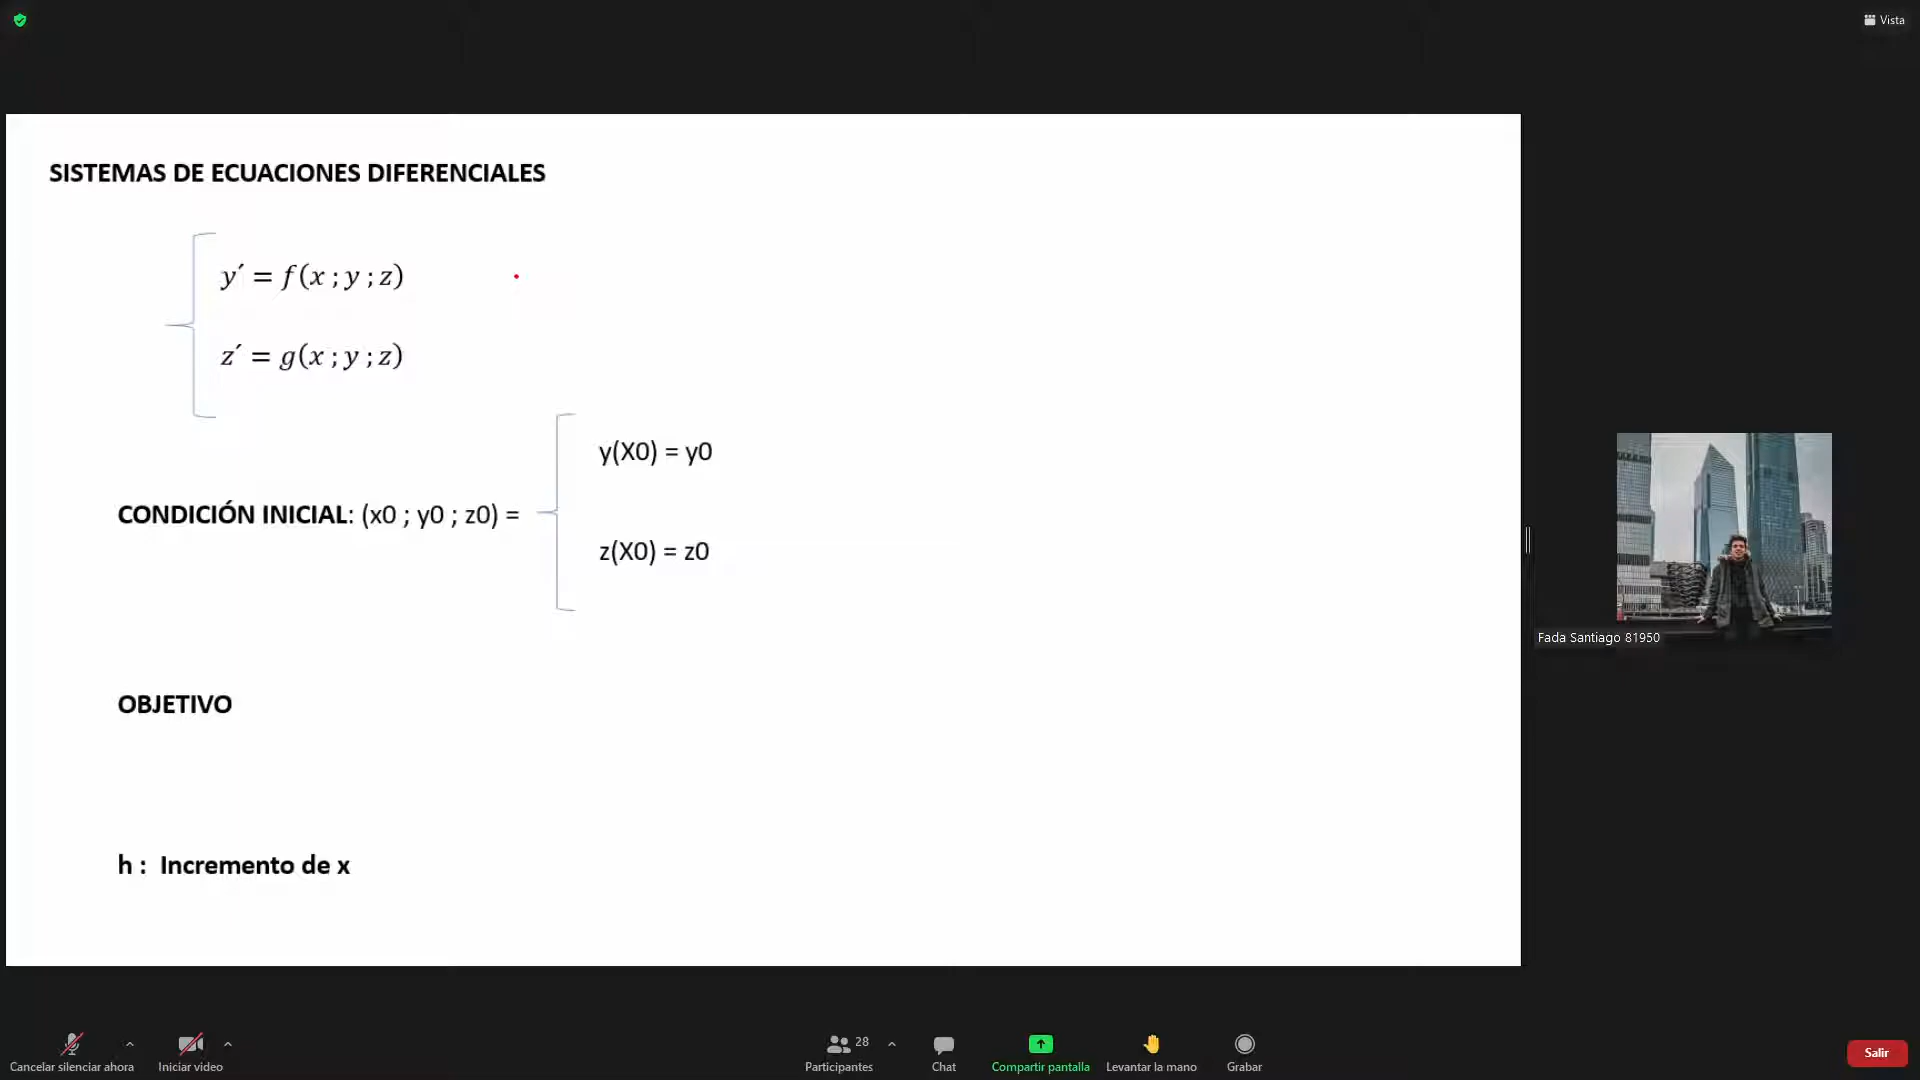 Vista
SISTEMAS DE ECUACIONES DIFERENCIALES
y´ = f(x ; y ; z)
z´ = g(x ; y ; z)
y(X0) = y0
CONDICIÓN INICIAL: (x0 ; y0 ; z0) =
z(X0) = z0
Fada Santiago 81950
OBJETIVO
h : Incremento de x
28
Cancelar silenciar ahora
Iniciar video
Participantes
Chat
Compartir pantalla
Levantar la mano
Grabar
Salir